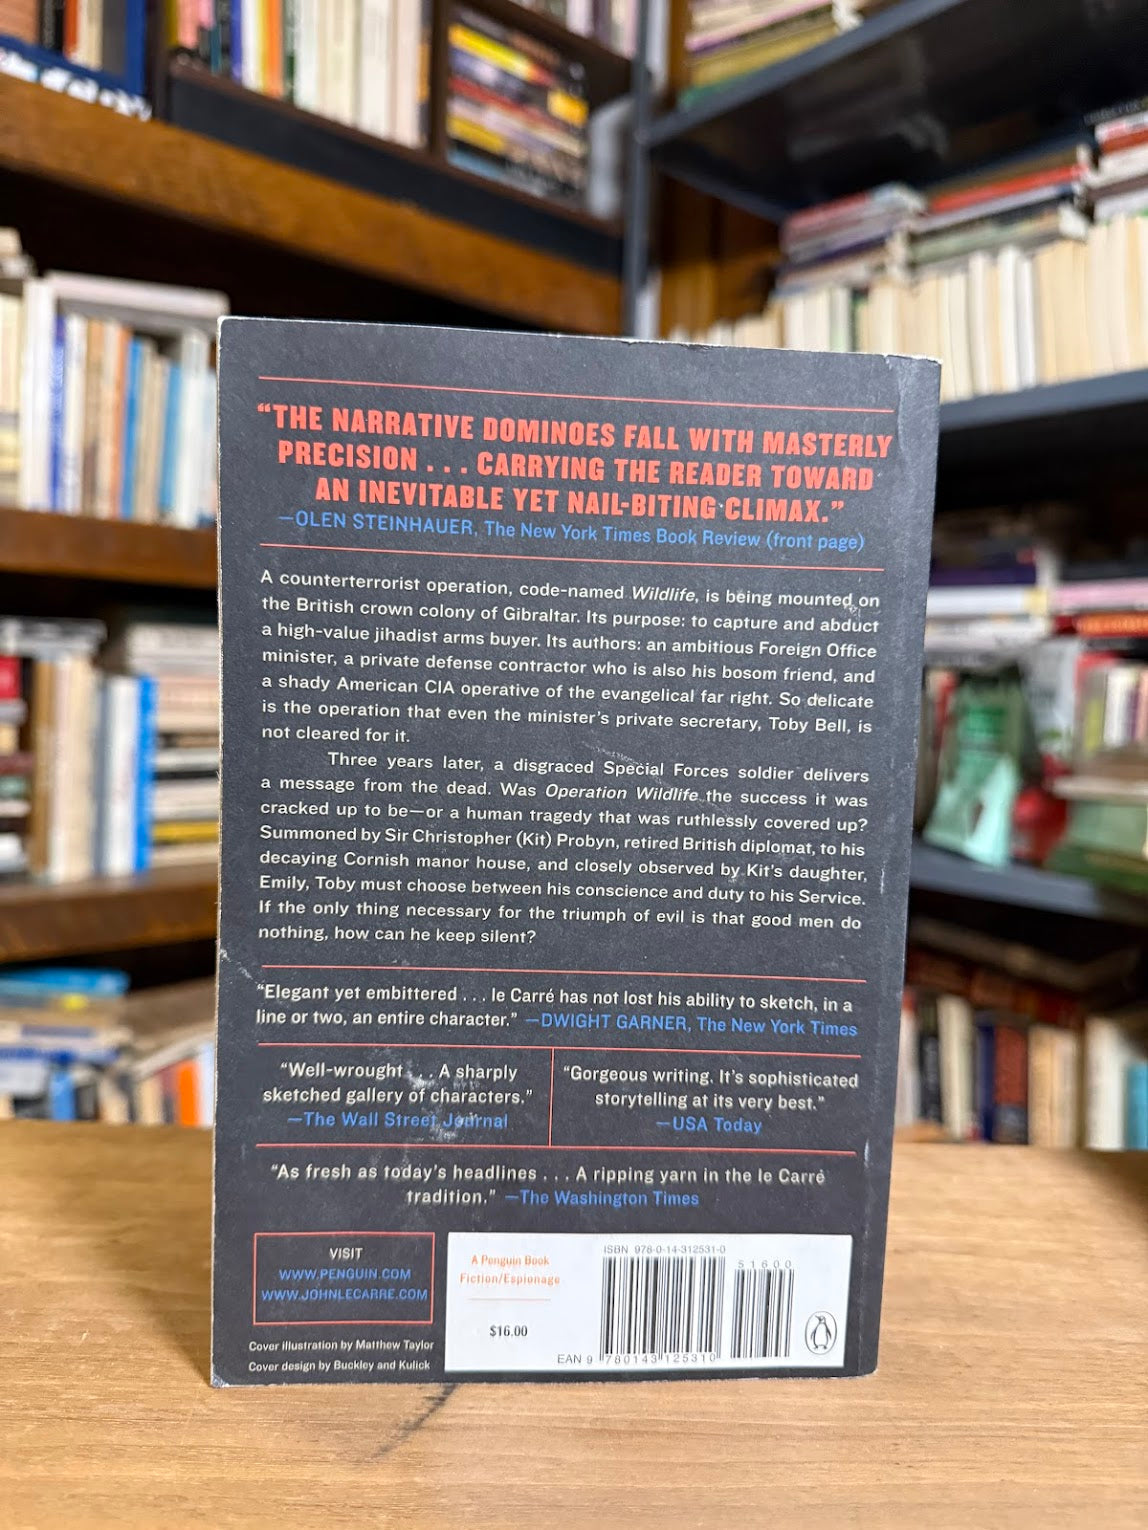 “THE NARRATIVE DOMINOES FALL WITH MASTERLY
PRECISION . . . CARRYING THE READER TOWARD
AN INEVITABLE YET NAIL-BITING CLIMAX.”
—OLEN STEINHAUER, The New York Times Book Review (front page)
A counterterrorist operation, code-named Wildlife, is being mounted on
the British crown colony of Gibraltar. Its purpose: to capture and abduct
a high-value jihadist arms buyer. Its authors: an ambitious Foreign Office
minister, a private defense contractor who is also his bosom friend, and
a shady American CIA operative of the evangelical far right. So delicate
is the operation that even the minister’s private secretary, Toby Bell, is
not cleared for it.
Three years later, a disgraced Special Forces soldier delivers
a message from the dead. Was Operation Wildlife the success it was
cracked up to be—or a human tragedy that was ruthlessly covered up?
Summoned by Sir Christopher (Kit) Probyn, retired British diplomat, to his
decaying Cornish manor house, and closely observed by Kit’s daughter,
Emily, Toby must choose between his conscience and duty to his Service.
If the only thing necessary for the triumph of evil is that good men do
nothing, how can he keep silent?
“Elegant yet embittered . . . le Carré has not lost his ability to sketch, in a
line or two, an entire character.” —DWIGHT GARNER, The New York Times
“Well-wrought . . . A sharply
sketched gallery of characters.”
—The Wall Street Journal
“Gorgeous writing. It’s sophisticated
storytelling at its very best.”
—USA Today
“As fresh as today’s headlines . . . A ripping yarn in the le Carré
tradition.” —The Washington Times
VISIT
WWW.PENGUIN.COM
WWW.JOHNLECARRE.COM
Cover illustration by Matthew Taylor
Cover design by Buckley and Kulick
A Penguin Book
Fiction/Espionage
$16.00
ISBN 978-0-14-312531-0
51600
EAN 9 780143 125310